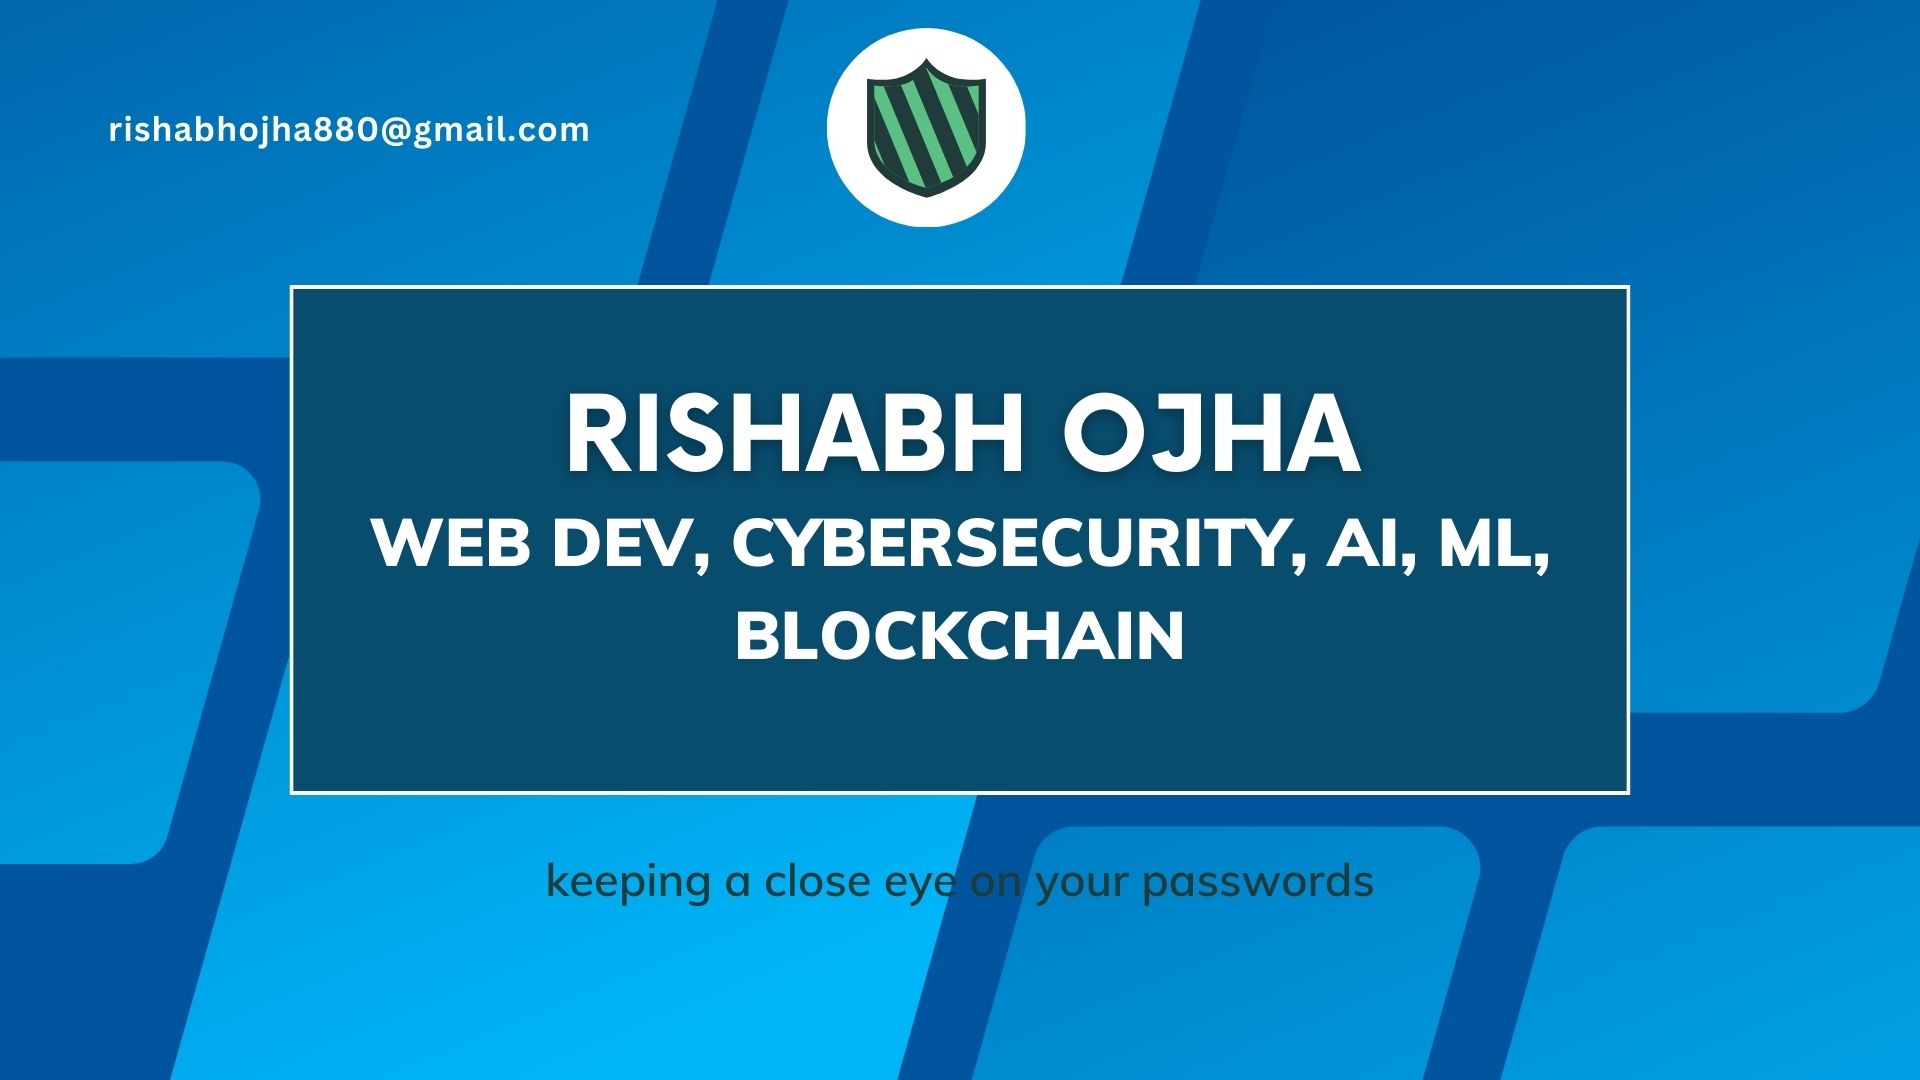 rishabhojha880@gmail.com
RISHABH OJHA
WEB DEV, CYBERSECURITY, AI, ML,
BLOCKCHAIN
keeping a close eye on your passwords